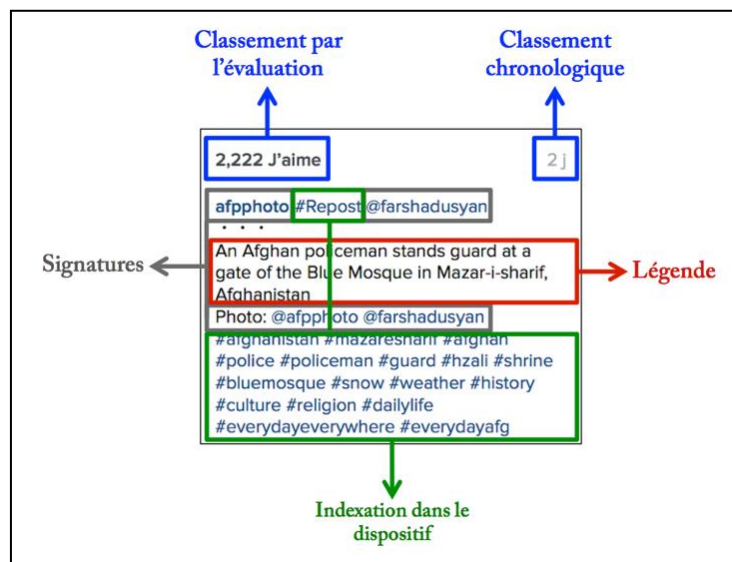 Classement par
l'évaluation
Classement
chronologique
2,222 J'aime
2 j
afpphoto #Repost @farshadusyan
· · ·
Signatures
An Afghan policeman stands guard at a
gate of the Blue Mosque in Mazar-i-sharif,
Afghanistan
Légende
Photo: @afpphoto @farshadusyan
#afghanistan #mazaresharif #afghan
#police #policeman #guard #hzali #shrine
#bluemosque #snow #weather #history
#culture #religion #dailylife
#everydayeverywhere #everydayafg
Indexation dans le
dispositif